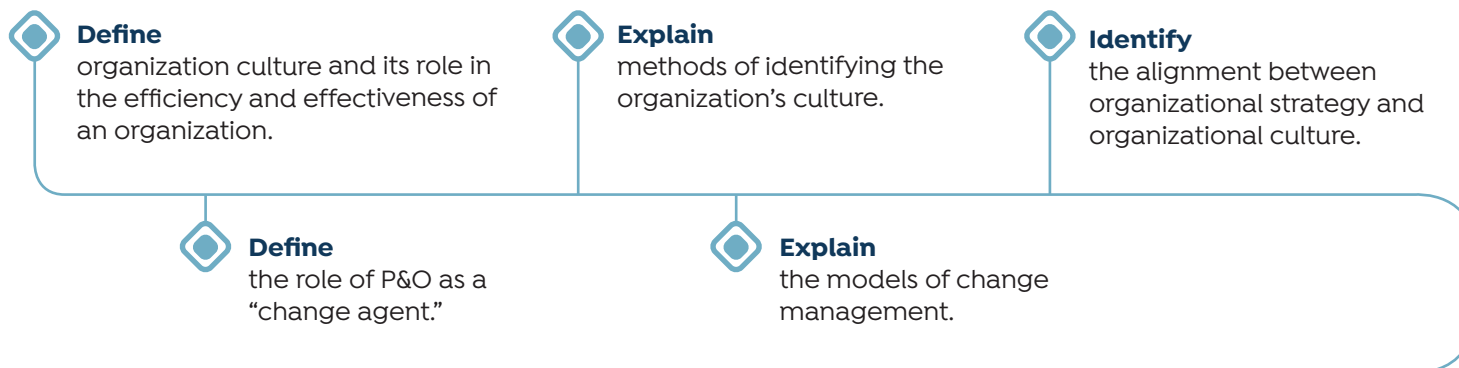 Define
organization culture and its role in
the efficiency and effectiveness of
an organization.
Explain
methods of identifying the
organization’s culture.
Identify
the alignment between
organizational strategy and
organizational culture.
Define
the role of P&O as a
“change agent.”
Explain
the models of change
management.